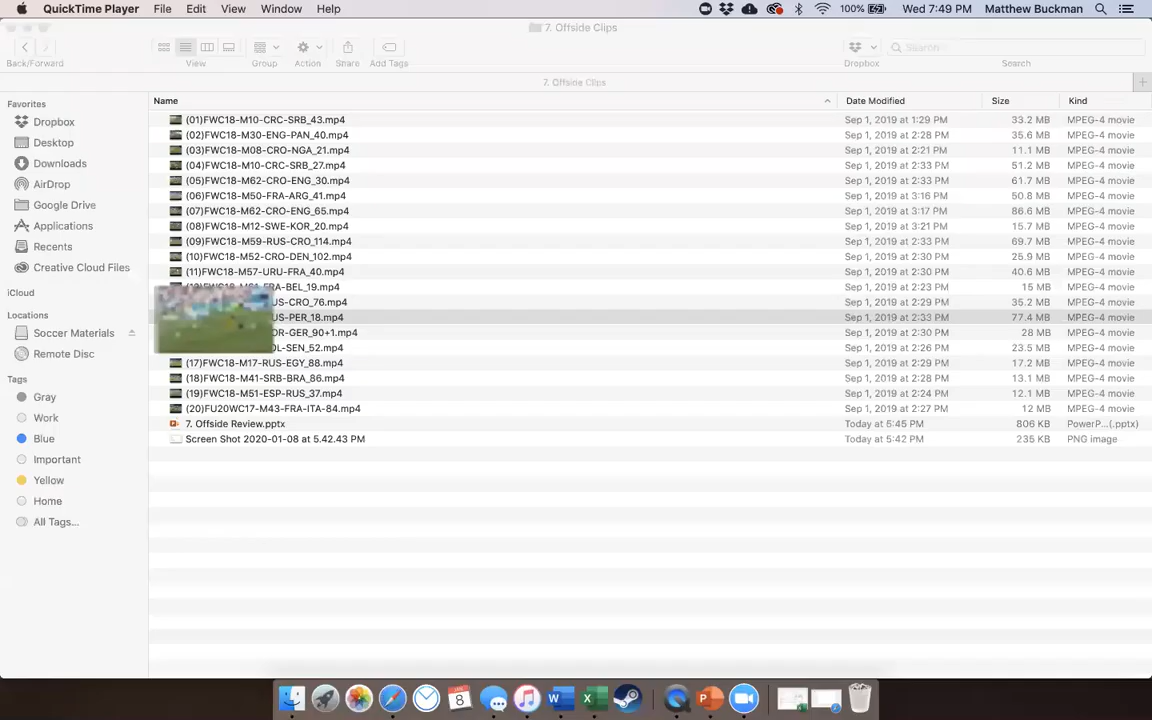 QuickTime Player File Edit View Window Help 100% Wed 7:49 PM Matthew Buckman
7. Offside Clips
Back/Forward View Group Action Share Add Tags Dropbox Search
Search
7. Offside Clips
Name Date Modified Size Kind
Favorites
Dropbox
Desktop
Downloads
AirDrop
Google Drive
Applications
Recents
Creative Cloud Files
iCloud
Locations
Soccer Materials
Remote Disc
Tags
Gray
Work
Blue
Important
Yellow
Home
All Tags...
(01)FWC18-M10-CRC-SRB_43.mp4 Sep 1, 2019 at 1:29 PM 33.2 MB MPEG-4 movie
(02)FWC18-M30-ENG-PAN_40.mp4 Sep 1, 2019 at 2:28 PM 35.6 MB MPEG-4 movie
(03)FWC18-M08-CRO-NGA_21.mp4 Sep 1, 2019 at 2:21 PM 11.1 MB MPEG-4 movie
(04)FWC18-M10-CRC-SRB_27.mp4 Sep 1, 2019 at 2:33 PM 51.2 MB MPEG-4 movie
(05)FWC18-M62-CRO-ENG_30.mp4 Sep 1, 2019 at 2:33 PM 61.7 MB MPEG-4 movie
(06)FWC18-M50-FRA-ARG_41.mp4 Sep 1, 2019 at 3:16 PM 50.8 MB MPEG-4 movie
(07)FWC18-M62-CRO-ENG_65.mp4 Sep 1, 2019 at 3:17 PM 86.6 MB MPEG-4 movie
(08)FWC18-M12-SWE-KOR_20.mp4 Sep 1, 2019 at 3:21 PM 15.7 MB MPEG-4 movie
(09)FWC18-M59-RUS-CRO_114.mp4 Sep 1, 2019 at 2:33 PM 69.7 MB MPEG-4 movie
(10)FWC18-M52-CRO-DEN_102.mp4 Sep 1, 2019 at 2:30 PM 25.9 MB MPEG-4 movie
(11)FWC18-M57-URU-FRA_40.mp4 Sep 1, 2019 at 2:33 PM 40.6 MB MPEG-4 movie
FRA-BEL_19.mp4 Sep 1, 2019 at 2:23 PM 15 MB MPEG-4 movie
US-CRO_76.mp4 Sep 1, 2019 at 2:29 PM 35.2 MB MPEG-4 movie
US-PER_18.mp4 Sep 1, 2019 at 2:33 PM 77.4 MB MPEG-4 movie
OR-GER_90+1.mp4 Sep 1, 2019 at 2:30 PM 28 MB MPEG-4 movie
OL-SEN_52.mp4 Sep 1, 2019 at 2:26 PM 23.5 MB MPEG-4 movie
(17)FWC18-M17-RUS-EGY_88.mp4 Sep 1, 2019 at 2:29 PM 17.2 MB MPEG-4 movie
(18)FWC18-M41-SRB-BRA_86.mp4 Sep 1, 2019 at 2:28 PM 13.1 MB MPEG-4 movie
(19)FWC18-M51-ESP-RUS_37.mp4 Sep 1, 2019 at 2:24 PM 12.1 MB MPEG-4 movie
(20)FU20WC17-M43-FRA-ITA-84.mp4 Sep 1, 2019 at 2:27 PM 12 MB MPEG-4 movie
7. Offside Review.pptx Today at 5:45 PM 806 KB PowerP...(.pptx)
Screen Shot 2020-01-08 at 5.42.43 PM Today at 5:42 PM 235 KB PNG image
8